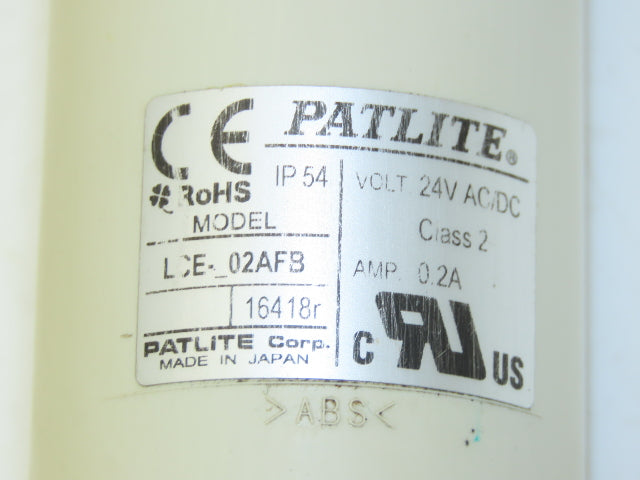 CE PATLITE®
RoHS IP 54
MODEL
LCE-_02AFB
16418r
PATLITE Corp.
MADE IN JAPAN
VOLT. 24V AC/DC
Class 2
AMP. 0.2A
C RU US
>ABS<